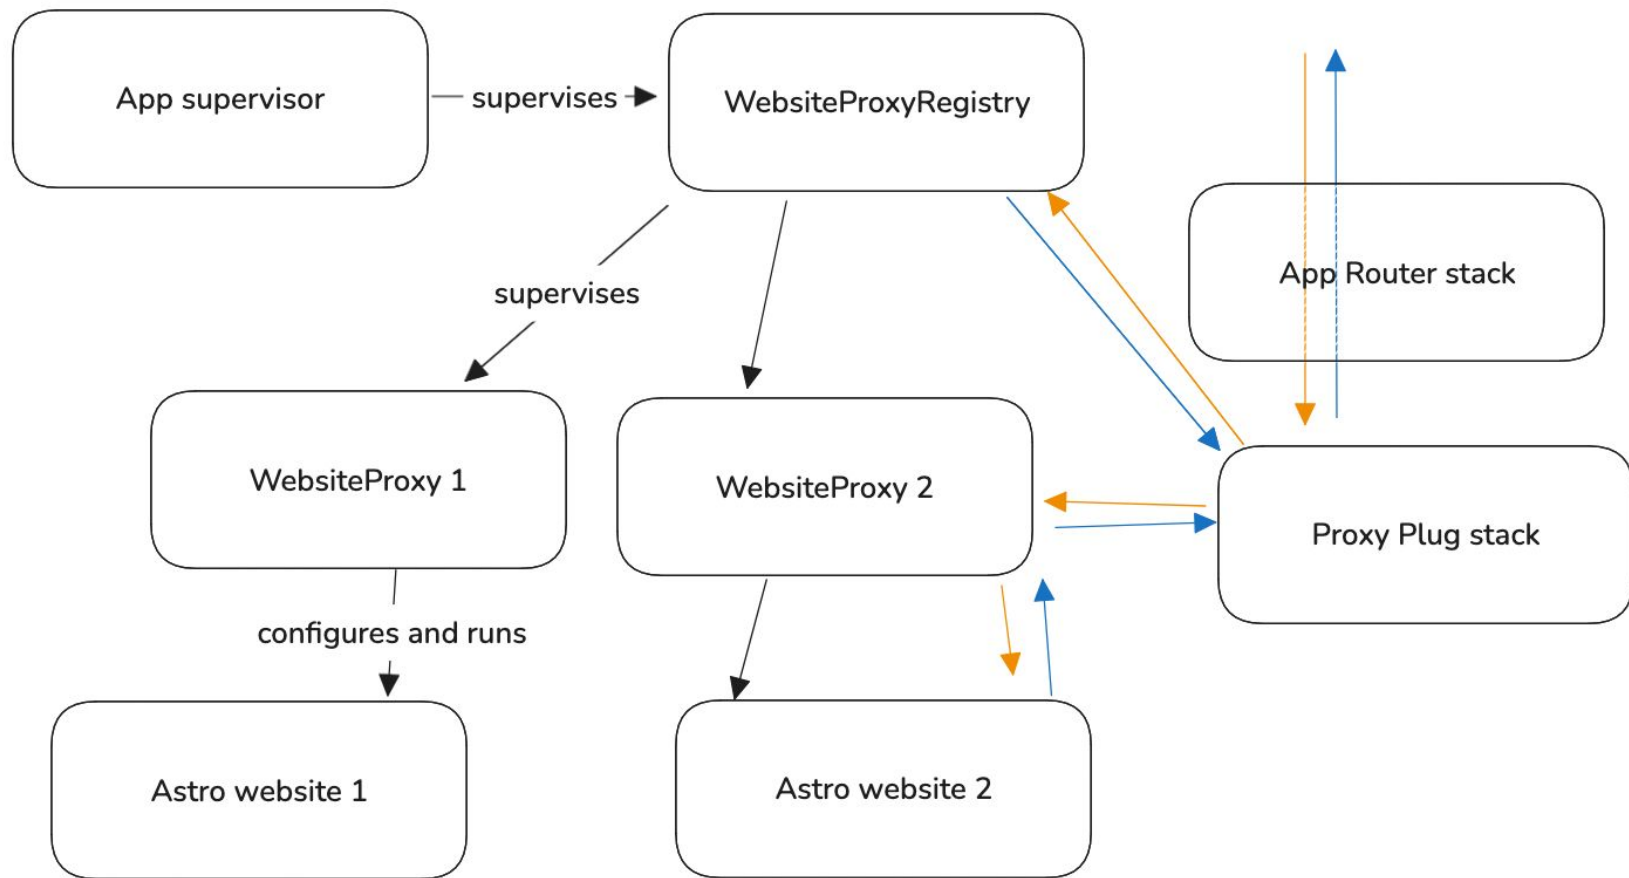 App supervisor
supervises
WebsiteProxyRegistry
App Router stack
supervises
WebsiteProxy 1
WebsiteProxy 2
Proxy Plug stack
configures and runs
Astro website 1
Astro website 2